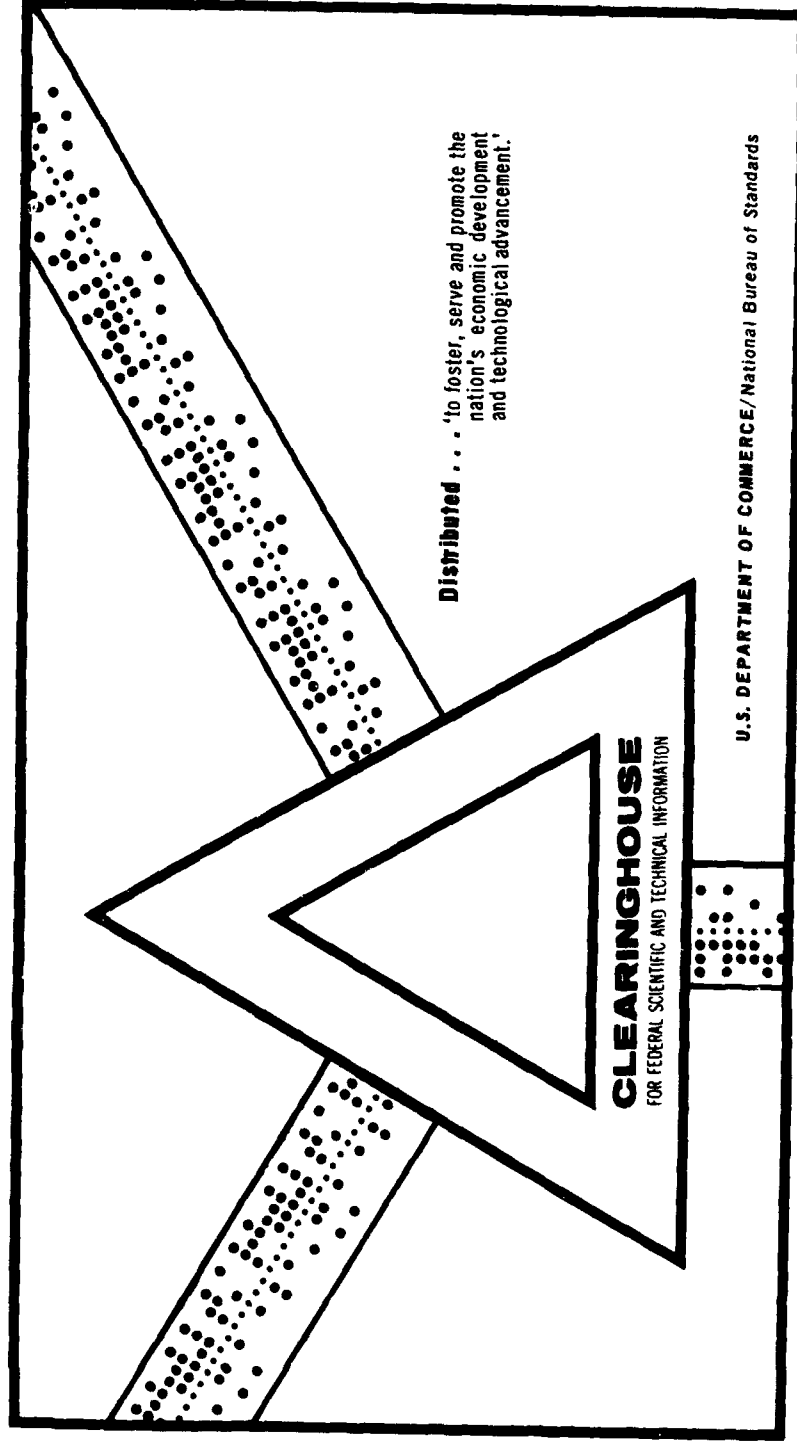 Distributed . . . 'to foster, serve and promote the
nation's economic development
and technological advancement.'
CLEARINGHOUSE
FOR FEDERAL SCIENTIFIC AND TECHNICAL INFORMATION
U.S. DEPARTMENT OF COMMERCE/National Bureau of Standards